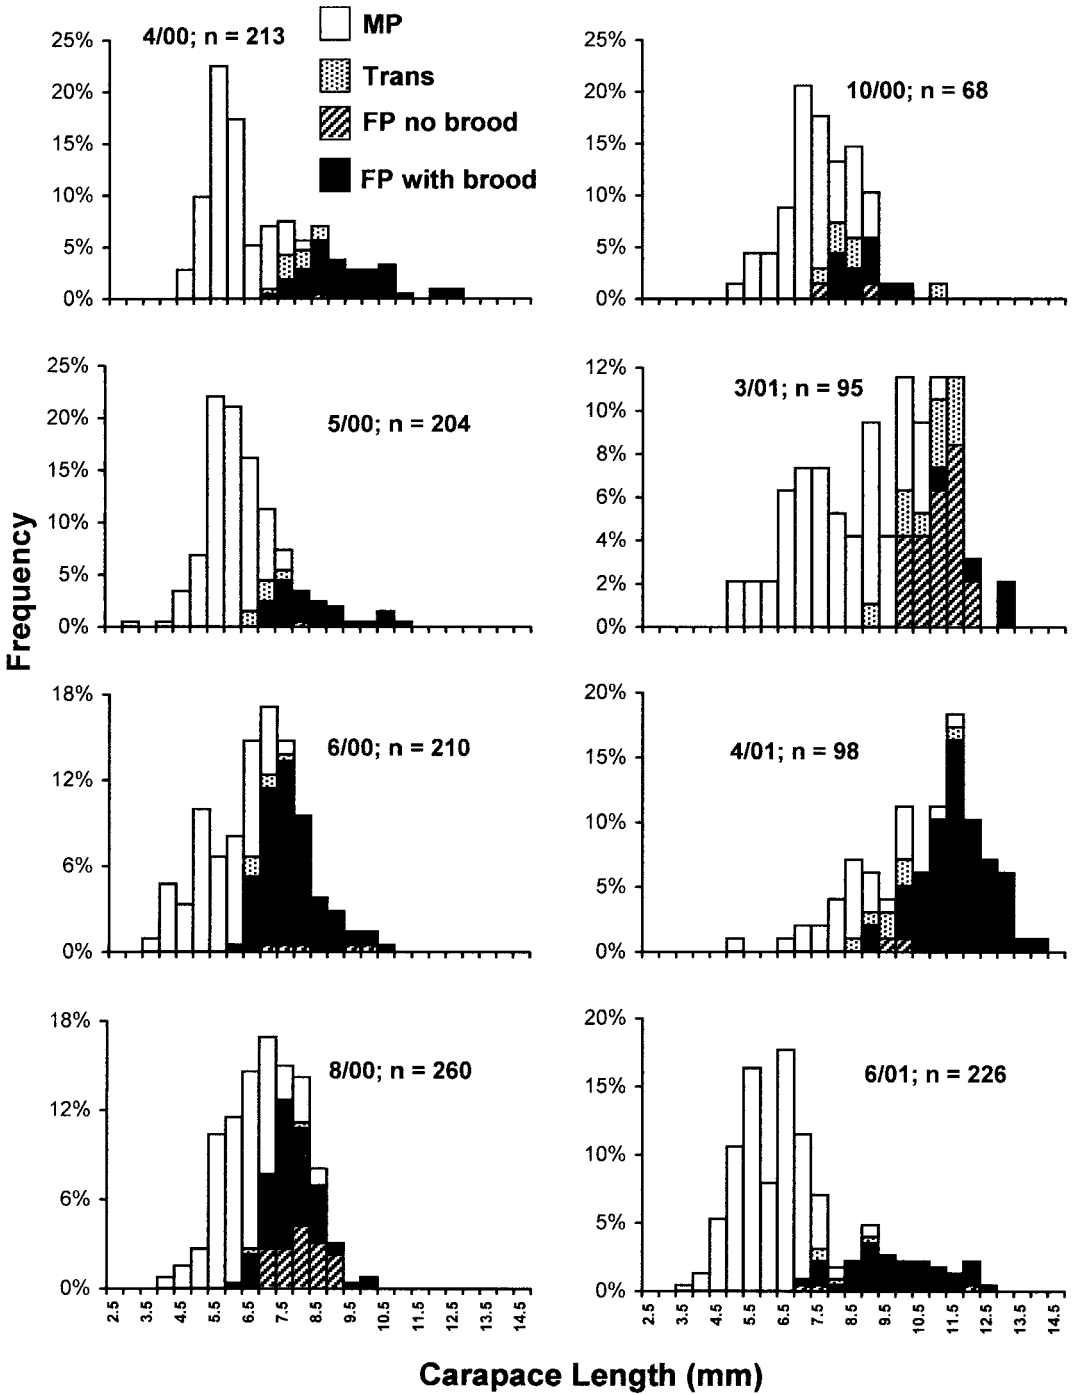 MP
Trans
FP no brood
FP with brood
4/00; n = 213
25%
20%
15%
10%
5%
0%
10/00; n = 68
25%
20%
15%
10%
5%
0%
5/00; n = 204
25%
20%
15%
10%
5%
0%
3/01; n = 95
12%
10%
8%
6%
4%
2%
0%
6/00; n = 210
18%
12%
6%
0%
4/01; n = 98
20%
15%
10%
5%
0%
8/00; n = 260
18%
12%
6%
0%
6/01; n = 226
20%
15%
10%
5%
0%
Frequency
2.5 3.5 4.5 5.5 6.5 7.5 8.5 9.5 10.5 11.5 12.5 13.5 14.5
2.5 3.5 4.5 5.5 6.5 7.5 8.5 9.5 10.5 11.5 12.5 13.5 14.5
Carapace Length (mm)